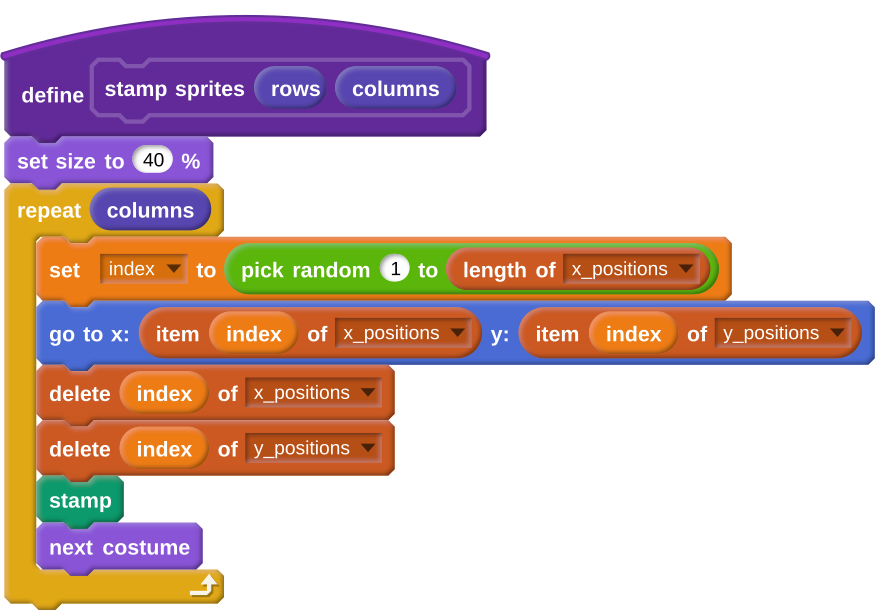 define stamp sprites rows columns
set size to 40 %
repeat columns
set index to pick random 1 to length of x_positions
go to x: item index of x_positions y: item index of y_positions
delete index of x_positions
delete index of y_positions
stamp
next costume